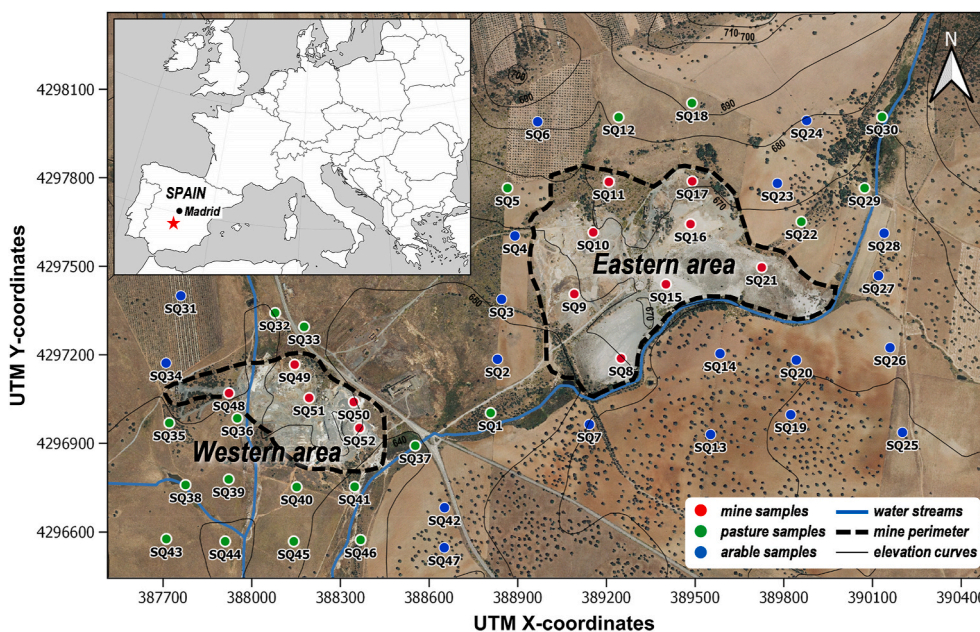 4298100
4297800
4297500
4297200
4296900
4296600
UTM Y-coordinates
SPAIN
Madrid
N
700
680
710
700
690
680
670
680
670
640
SQ6
SQ12
SQ18
SQ24
SQ30
SQ5
SQ11
SQ17
SQ23
SQ29
SQ4
SQ10
SQ16
SQ22
SQ28
Eastern area
SQ21
SQ27
SQ31
SQ3
SQ9
SQ15
SQ32
SQ33
SQ34
SQ2
SQ8
SQ14
SQ20
SQ26
SQ49
SQ48
SQ51
SQ50
SQ35
SQ36
SQ52
SQ1
SQ7
SQ19
SQ13
SQ25
Western area
SQ37
SQ38
SQ39
SQ40
SQ41
SQ42
SQ43
SQ44
SQ45
SQ46
SQ47
mine samples
pasture samples
arable samples
water streams
mine perimeter
elevation curves
387700
388000
388300
388600
388900
389200
389500
389800
390100
390400
UTM X-coordinates